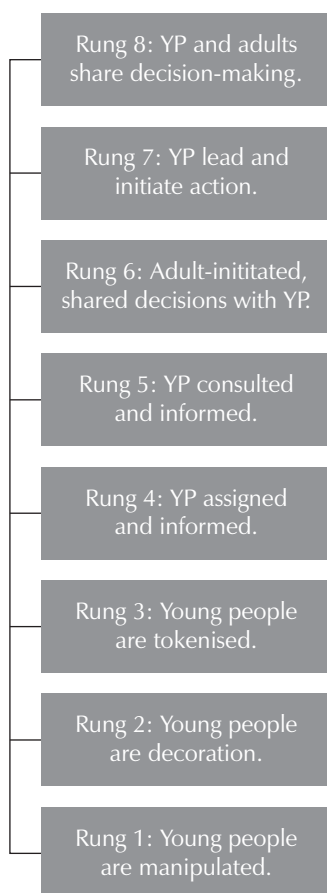 Rung 8: YP and adults
share decision-making.
Rung 7: YP lead and
initiate action.
Rung 6: Adult-inititated,
shared decisions with YP.
Rung 5: YP consulted
and informed.
Rung 4: YP assigned
and informed.
Rung 3: Young people
are tokenised.
Rung 2: Young people
are decoration.
Rung 1: Young people
are manipulated.